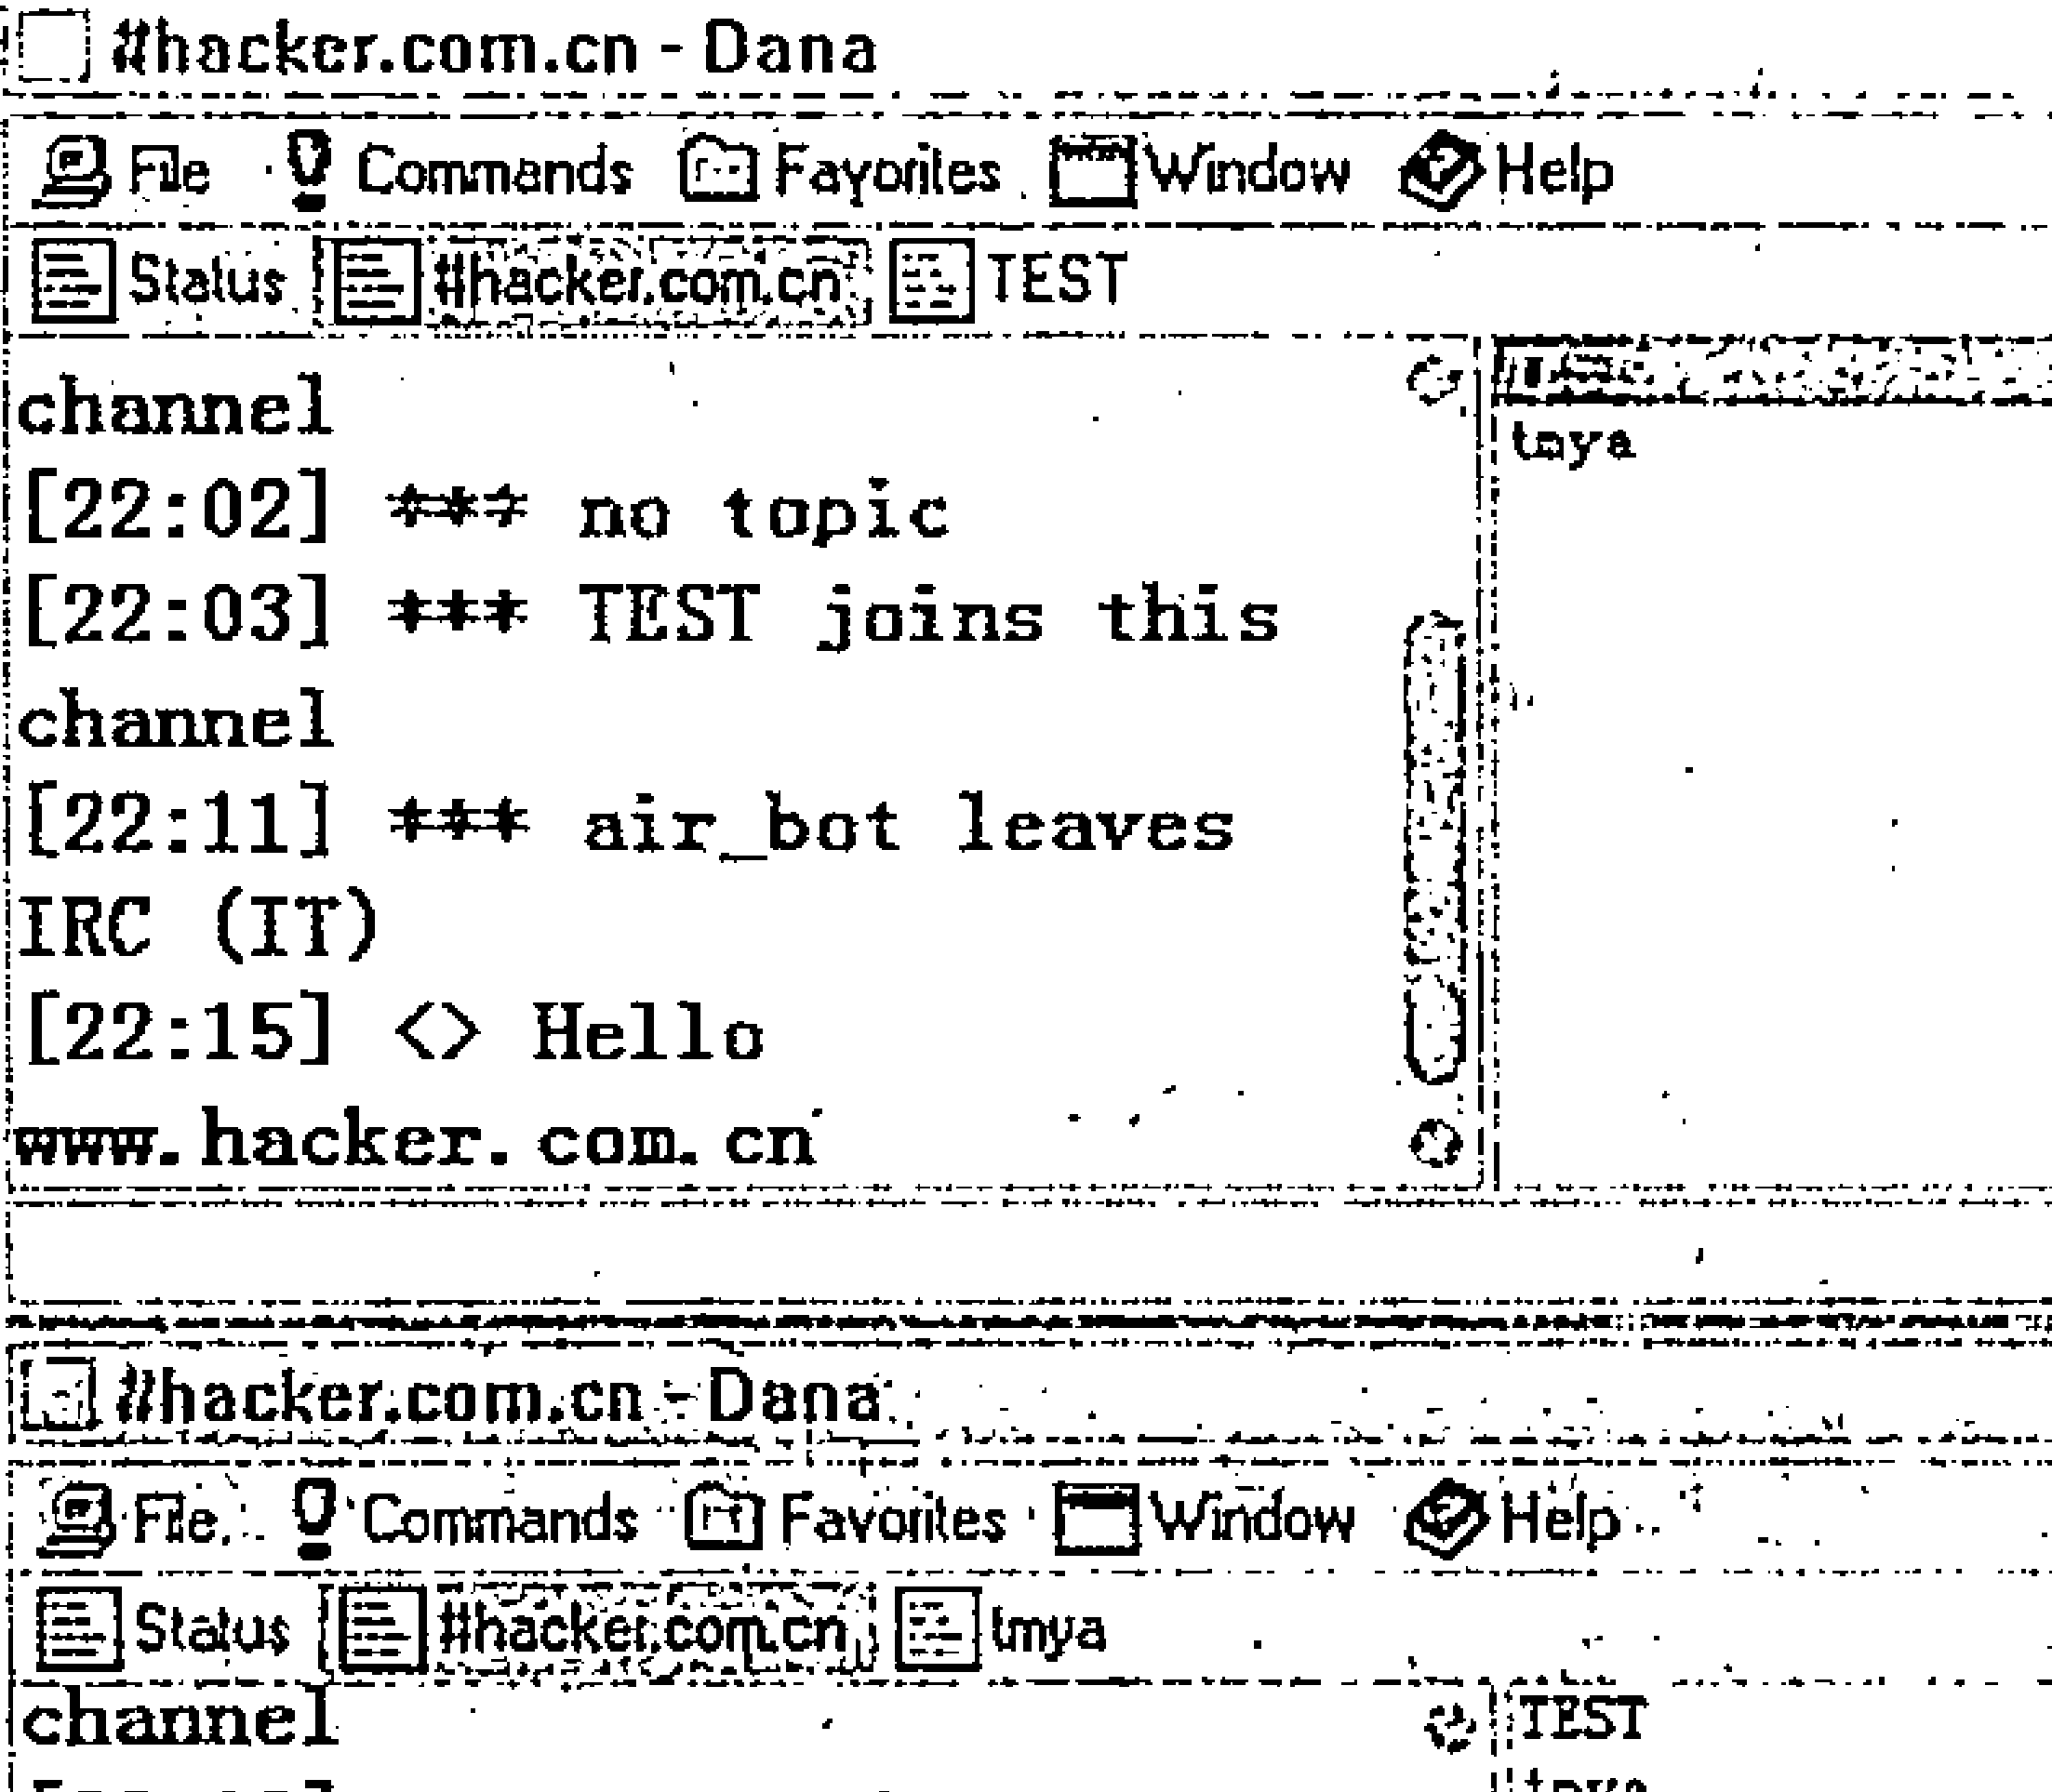 #hacker.com.cn - Dana
File Commands Favorites Window Help
Status #hacker.com.cn TEST
channel
tmya
[22:02] *** no topic
[22:03] *** TEST joins this
channel
[22:11] *** air_bot leaves
IRC (IT)
[22:15] <> Hello
www.hacker.com.cn
#hacker.com.cn - Dana
File Commands Favorites Window Help
Status #hacker.com.cn tmya
channel
TEST